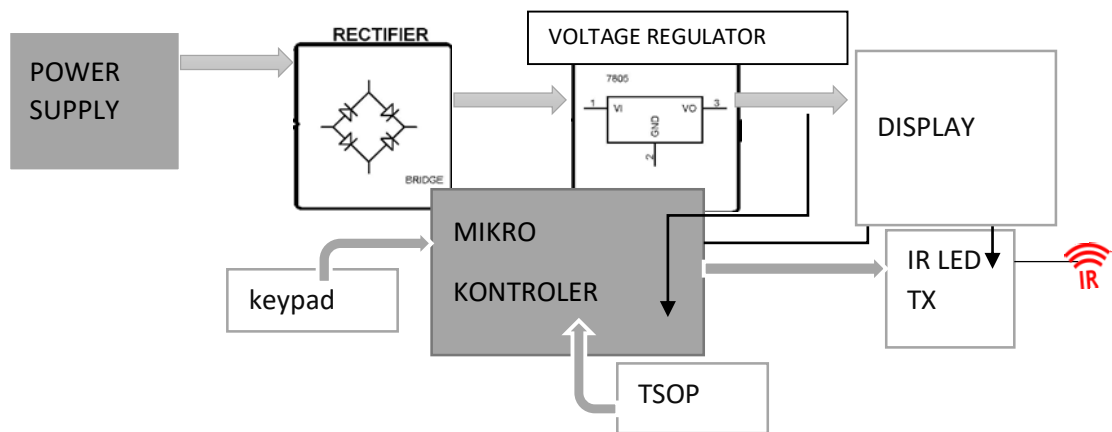 POWER
SUPPLY
RECTIFIER
BRIDGE
VOLTAGE REGULATOR
7805
1
VI
VO
3
GND
2
DISPLAY
MIKRO
KONTROLER
keypad
IR LED
TX
IR
TSOP